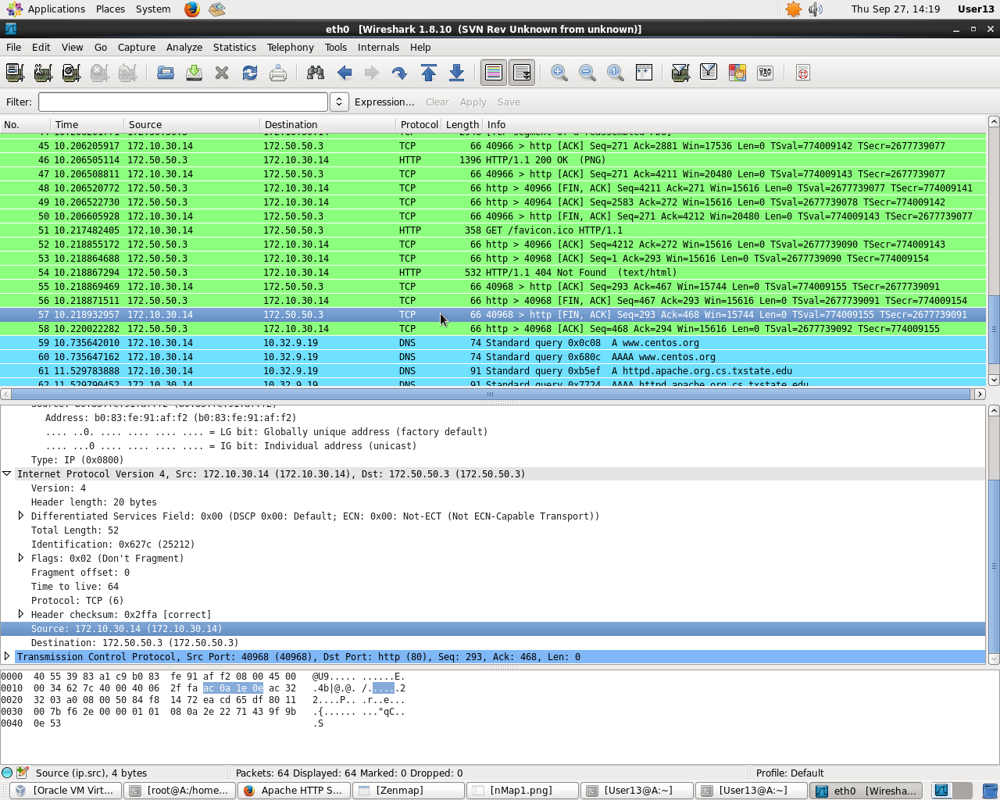 Applications Places System Thu Sep 27, 14:19 User13
eth0 [Wireshark 1.8.10 (SVN Rev Unknown from unknown)]
File Edit View Go Capture Analyze Statistics Telephony Tools Internals Help
Filter: Expression... Clear Apply Save
No. Time Source Destination Protocol Length Info
45 10.206205917 172.10.30.14 172.50.50.3 TCP 66 40966 > http [ACK] Seq=271 Ack=2881 Win=17536 Len=0 TSval=774009142 TSecr=2677739077
46 10.206505114 172.50.50.3 172.10.30.14 HTTP 1396 HTTP/1.1 200 OK (PNG)
47 10.206508811 172.10.30.14 172.50.50.3 TCP 66 40966 > http [ACK] Seq=271 Ack=4211 Win=20480 Len=0 TSval=774009143 TSecr=2677739077
48 10.206520772 172.50.50.3 172.10.30.14 TCP 66 http > 40966 [FIN, ACK] Seq=4211 Ack=271 Win=15616 Len=0 TSval=2677739077 TSecr=774009141
49 10.206522730 172.50.50.3 172.10.30.14 TCP 66 http > 40964 [ACK] Seq=2583 Ack=272 Win=15616 Len=0 TSval=2677739078 TSecr=774009142
50 10.206605928 172.10.30.14 172.50.50.3 TCP 66 40966 > http [FIN, ACK] Seq=271 Ack=4212 Win=20480 Len=0 TSval=774009143 TSecr=2677739077
51 10.217482405 172.10.30.14 172.50.50.3 HTTP 358 GET /favicon.ico HTTP/1.1
52 10.218855172 172.50.50.3 172.10.30.14 TCP 66 http > 40966 [ACK] Seq=4212 Ack=272 Win=15616 Len=0 TSval=2677739090 TSecr=774009143
53 10.218864688 172.50.50.3 172.10.30.14 TCP 66 http > 40968 [ACK] Seq=1 Ack=293 Win=15616 Len=0 TSval=2677739090 TSecr=774009154
54 10.218867294 172.50.50.3 172.10.30.14 HTTP 532 HTTP/1.1 404 Not Found (text/html)
55 10.218869469 172.10.30.14 172.50.50.3 TCP 66 40968 > http [ACK] Seq=293 Ack=467 Win=15744 Len=0 TSval=774009155 TSecr=2677739091
56 10.218871511 172.50.50.3 172.10.30.14 TCP 66 http > 40968 [FIN, ACK] Seq=467 Ack=293 Win=15616 Len=0 TSval=2677739091 TSecr=774009154
57 10.218932957 172.10.30.14 172.50.50.3 TCP 66 40968 > http [FIN, ACK] Seq=293 Ack=468 Win=15744 Len=0 TSval=774009155 TSecr=2677739091
58 10.220022282 172.50.50.3 172.10.30.14 TCP 66 http > 40968 [ACK] Seq=468 Ack=294 Win=15616 Len=0 TSval=2677739092 TSecr=774009155
59 10.735642010 172.10.30.14 10.32.9.19 DNS 74 Standard query 0x0c08 A www.centos.org
60 10.735647162 172.10.30.14 10.32.9.19 DNS 74 Standard query 0x680c AAAA www.centos.org
61 11.529783888 172.10.30.14 10.32.9.19 DNS 91 Standard query 0xb5ef A httpd.apache.org.cs.txstate.edu
62 11.529790452 172.10.30.14 10.32.9.19 DNS 91 Standard query 0x7724 AAAA httpd.apache.org.cs.txstate.edu
Source: b0:83:fe:91:af:f2 (b0:83:fe:91:af:f2)
Address: b0:83:fe:91:af:f2 (b0:83:fe:91:af:f2)
.... ..0. .... .... .... .... = LG bit: Globally unique address (factory default)
.... ...0 .... .... .... .... = IG bit: Individual address (unicast)
Type: IP (0x0800)
Internet Protocol Version 4, Src: 172.10.30.14 (172.10.30.14), Dst: 172.50.50.3 (172.50.50.3)
Version: 4
Header length: 20 bytes
Differentiated Services Field: 0x00 (DSCP 0x00: Default; ECN: 0x00: Not-ECT (Not ECN-Capable Transport))
Total Length: 52
Identification: 0x627c (25212)
Flags: 0x02 (Don't Fragment)
Fragment offset: 0
Time to live: 64
Protocol: TCP (6)
Header checksum: 0x2ffa [correct]
Source: 172.10.30.14 (172.10.30.14)
Destination: 172.50.50.3 (172.50.50.3)
Transmission Control Protocol, Src Port: 40968 (40968), Dst Port: http (80), Seq: 293, Ack: 468, Len: 0
0000 40 55 39 83 a1 c9 b0 83 fe 91 af f2 08 00 45 00 @U9..... ......E.
0010 00 34 62 7c 40 00 40 06 2f fa ac 0a 1e 0e ac 32 .4b|@.@. /......2
0020 32 03 a0 08 00 50 84 f8 14 72 ea cd 65 df 80 11 2....P.. .r..e...
0030 00 7b f6 2e 00 00 01 01 08 0a 2e 22 71 43 9f 9b .{...... ..."qC..
0040 0e 53 .S
Source (ip.src), 4 bytes Packets: 64 Displayed: 64 Marked: 0 Dropped: 0 Profile: Default
[Oracle VM Virt... [root@A:/home... Apache HTTP S... [Zenmap] [nMap1.png] [User13@A:~] [User13@A:~] eth0 [Wiresha...